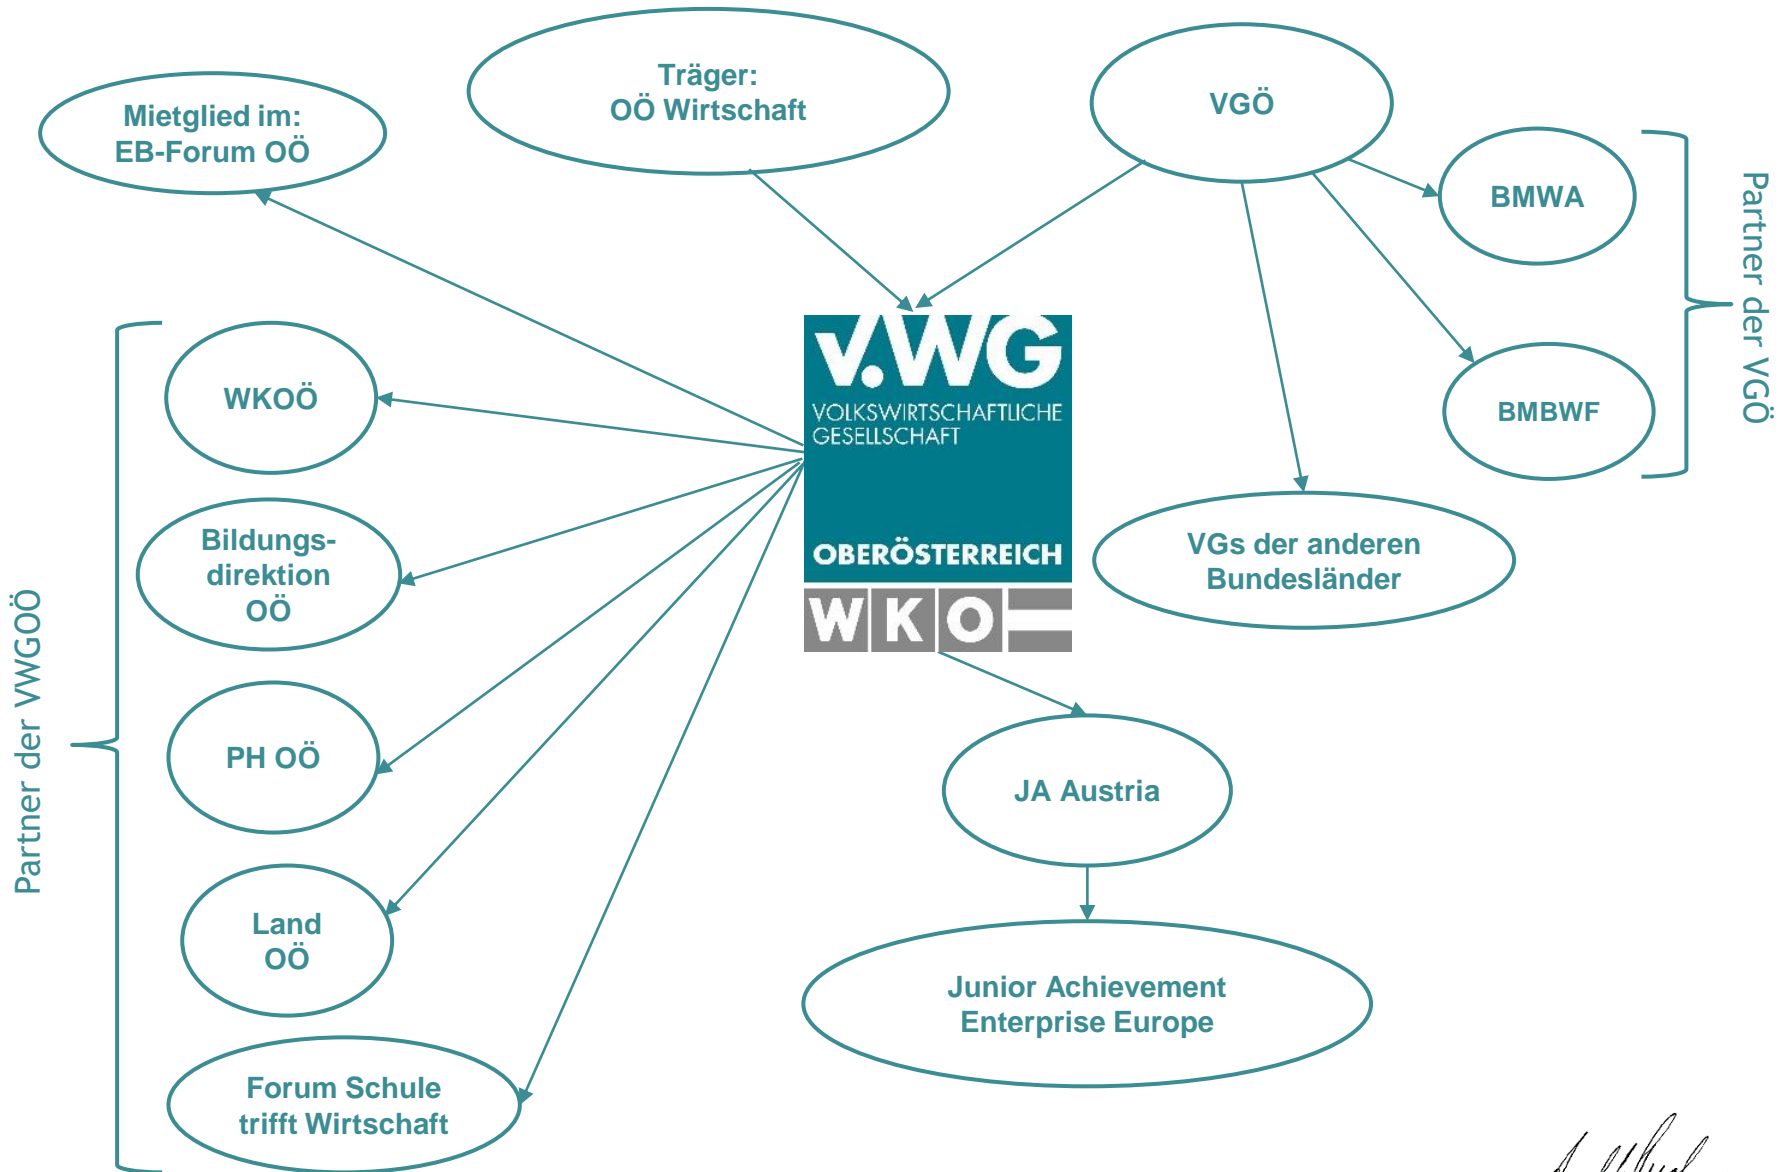 Mietglied im:
EB-Forum OÖ
Träger:
OÖ Wirtschaft
VGÖ
BMWA
BMBWF
Partner der VGÖ
VGs der anderen
Bundesländer
v.WG
VOLKSWIRTSCHAFTLICHE
GESELLSCHAFT
OBERÖSTERREICH
WKO
WKOÖ
Bildungs-
direktion
OÖ
PH OÖ
Land
OÖ
Forum Schule
trifft Wirtschaft
Partner der VWGOÖ
JA Austria
Junior Achievement
Enterprise Europe